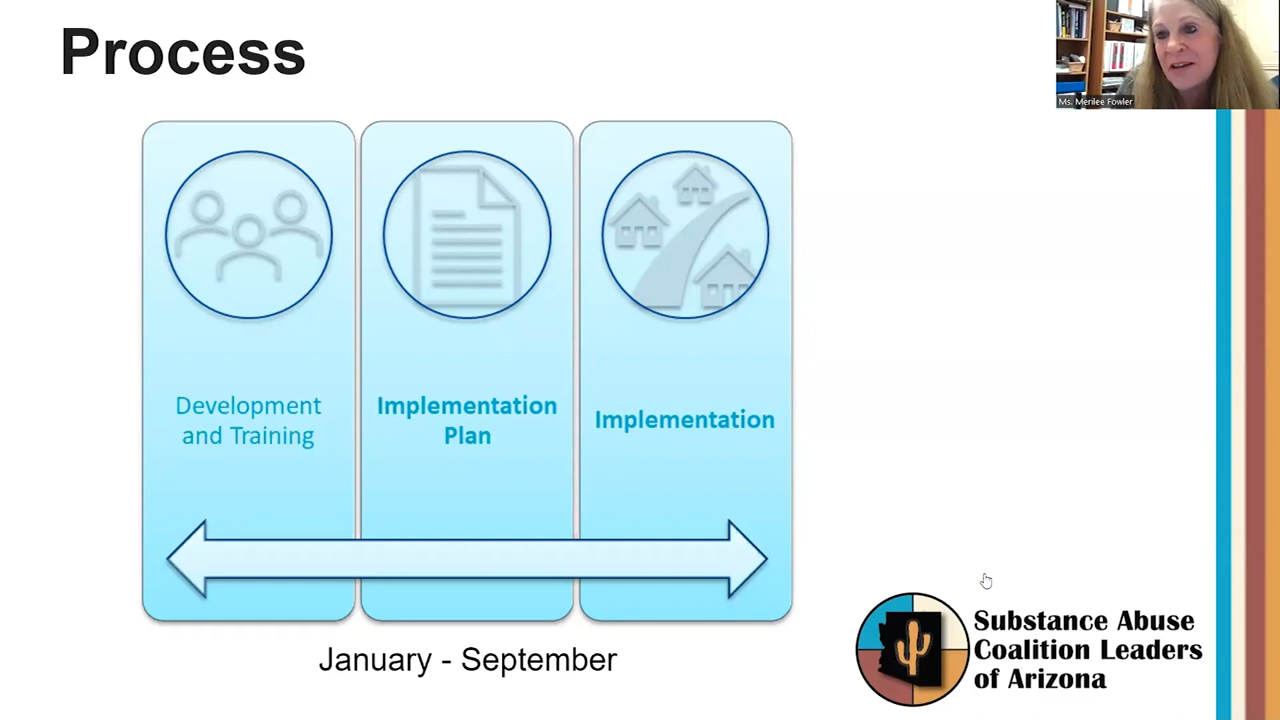 Process
Ms. Merilee Fowler
Development
and Training
Implementation
Plan
Implementation
January - September
Substance Abuse
Coalition Leaders
of Arizona